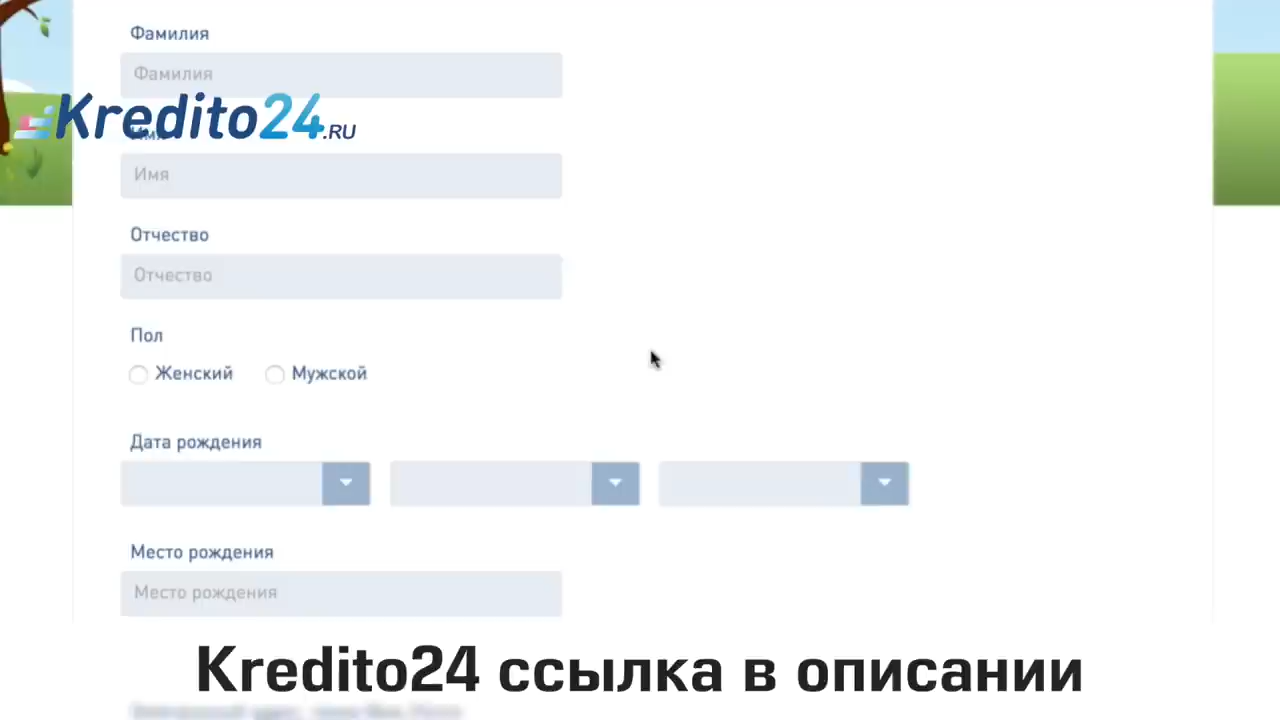 Фамилия
Фамилия
Kredito24.RU
Имя
Отчество
Отчество
Пол
Женский Мужской
Дата рождения
Место рождения
Место рождения
Kredito24 ссылка в описании